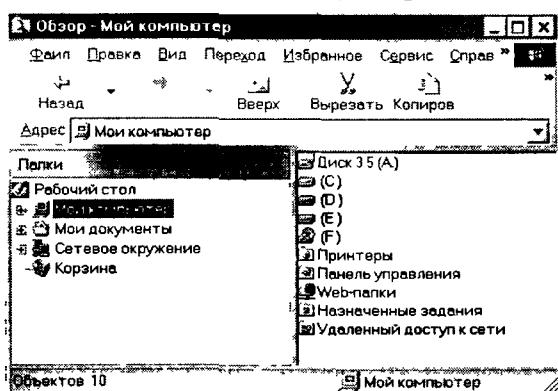 Обзор - Мой компьютер
Файл Правка Вид Переход Избранное Сервис Справ »
Назад Вверх Вырезать Копиров »
Адрес Мой компьютер
Папки
Рабочий стол
Мой компьютер
Мои документы
Сетевое окружение
Корзина
Диск 3 5 (A:)
(C:)
(D:)
(E:)
(F:)
Принтеры
Панель управления
Web-папки
Назначенные задания
Удаленный доступ к сети
Объектов 10 Мой компьютер